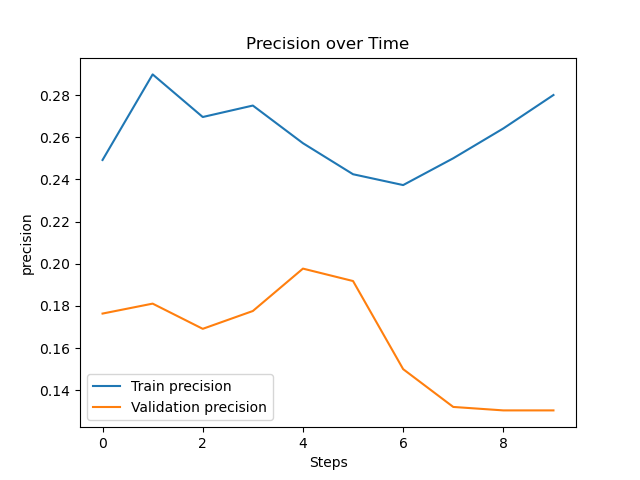 Precision over Time
0.28
0.26
0.24
0.22
0.20
0.18
0.16
0.14
precision
Train precision
Validation precision
0 2 4 6 8
Steps